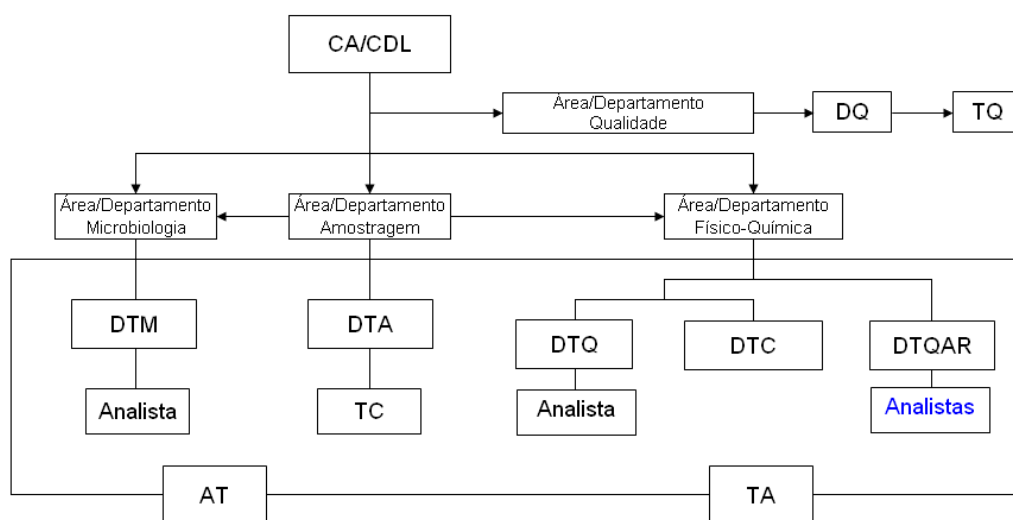 CA/CDL
Área/Departamento
Qualidade
DQ
TQ
Área/Departamento
Microbiologia
Área/Departamento
Amostragem
Área/Departamento
Físico-Química
DTM
DTA
DTQ
DTC
DTQAR
Analista
TC
Analista
Analistas
AT
TA